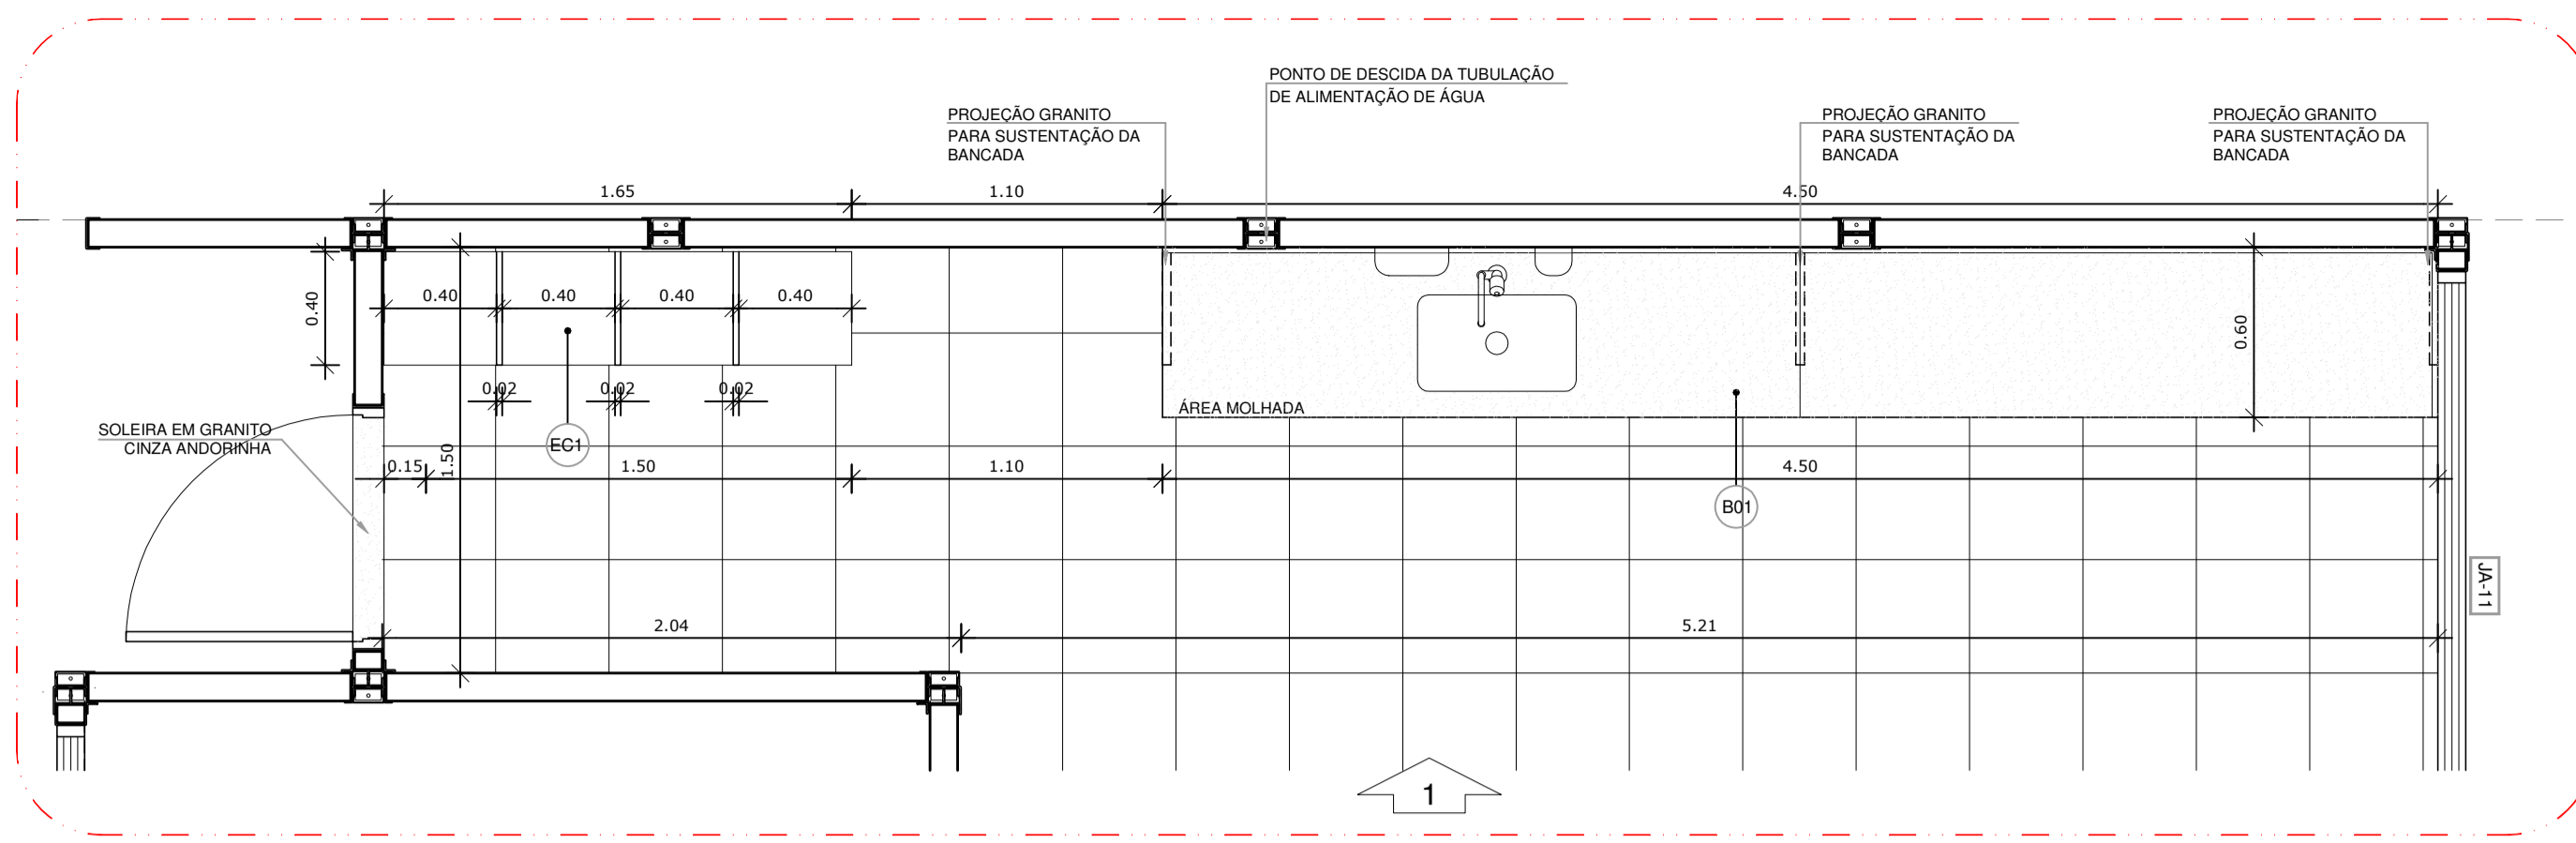 PONTO DE DESCIDA DA TUBULAÇÃO
DE ALIMENTAÇÃO DE ÁGUA
PROJEÇÃO GRANITO
PARA SUSTENTAÇÃO DA
BANCADA
PROJEÇÃO GRANITO
PARA SUSTENTAÇÃO DA
BANCADA
PROJEÇÃO GRANITO
PARA SUSTENTAÇÃO DA
BANCADA
1.65
1.10
4.50
0.40
0.40
0.40
0.40
0.40
0.60
0.02
0.02
0.02
ÁREA MOLHADA
SOLEIRA EM GRANITO
CINZA ANDORINHA
EC1
1.50
0.15
1.50
1.10
4.50
B01
JA-11
2.04
5.21
1